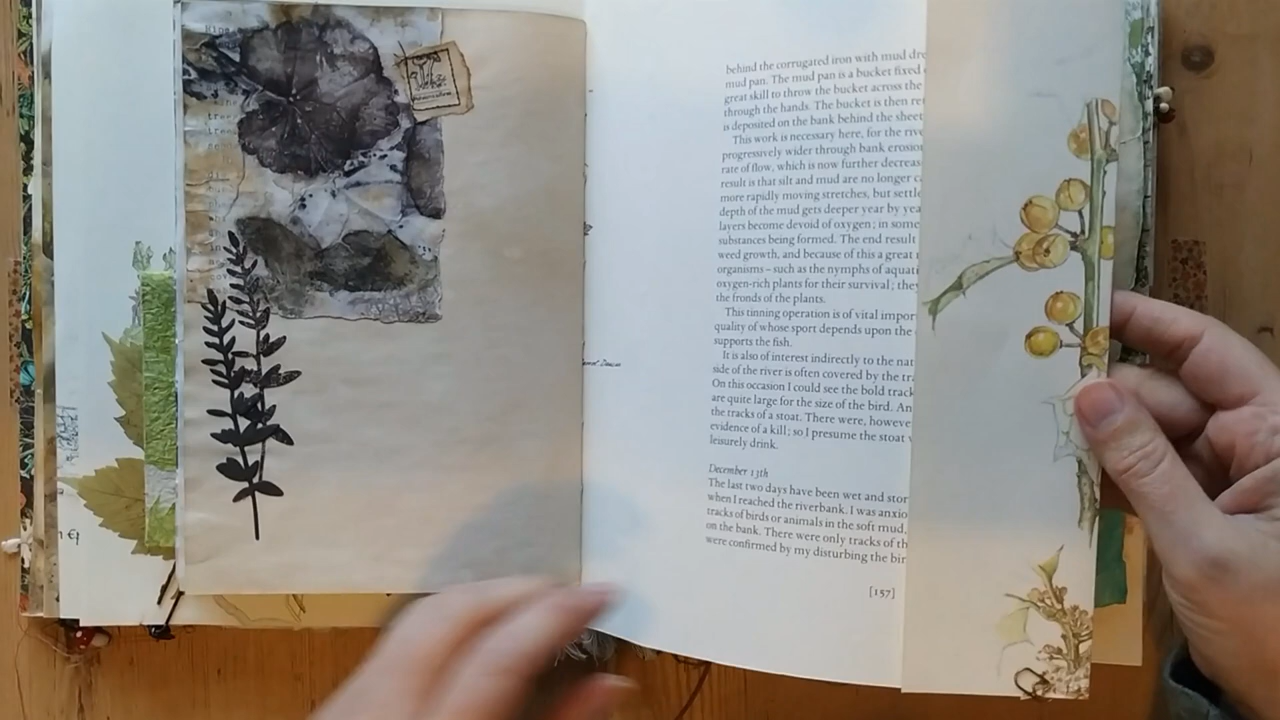 behind the corrugated iron with mud
mud pan. The mud pan is a bucket fixed
great skill to throw the bucket across the
through the hands. The bucket is then
is deposited on the bank behind the sheet
This work is necessary here, for the
progressively wider through bank erosio
rate of flow, which is now further decreas
result is that silt and mud are no longer
more rapidly moving stretches, but settl
depth of the mud gets deeper year by yea
layers become devoid of oxygen; in some
substances being formed. The end result
weed growth, and because of this a great
organisms – such as the nymphs of aquati
oxygen-rich plants for their survival; they
the fronds of the plants.
This tinning operation is of vital impor
quality of whose sport depends upon the
supports the fish.
It is also of interest indirectly to the nat
side of the river is often covered by the
On this occasion I could see the bold track
are quite large for the size of the bird. An
the tracks of a stoat. There were, howeve
evidence of a kill; so I presume the stoat
leisurely drink.
December 13th
The last two days have been wet and stor
when I reached the riverbank. I was anxio
tracks of birds or animals in the soft mud,
on the bank. There were only tracks of th
were confirmed by my disturbing the bir
[157]